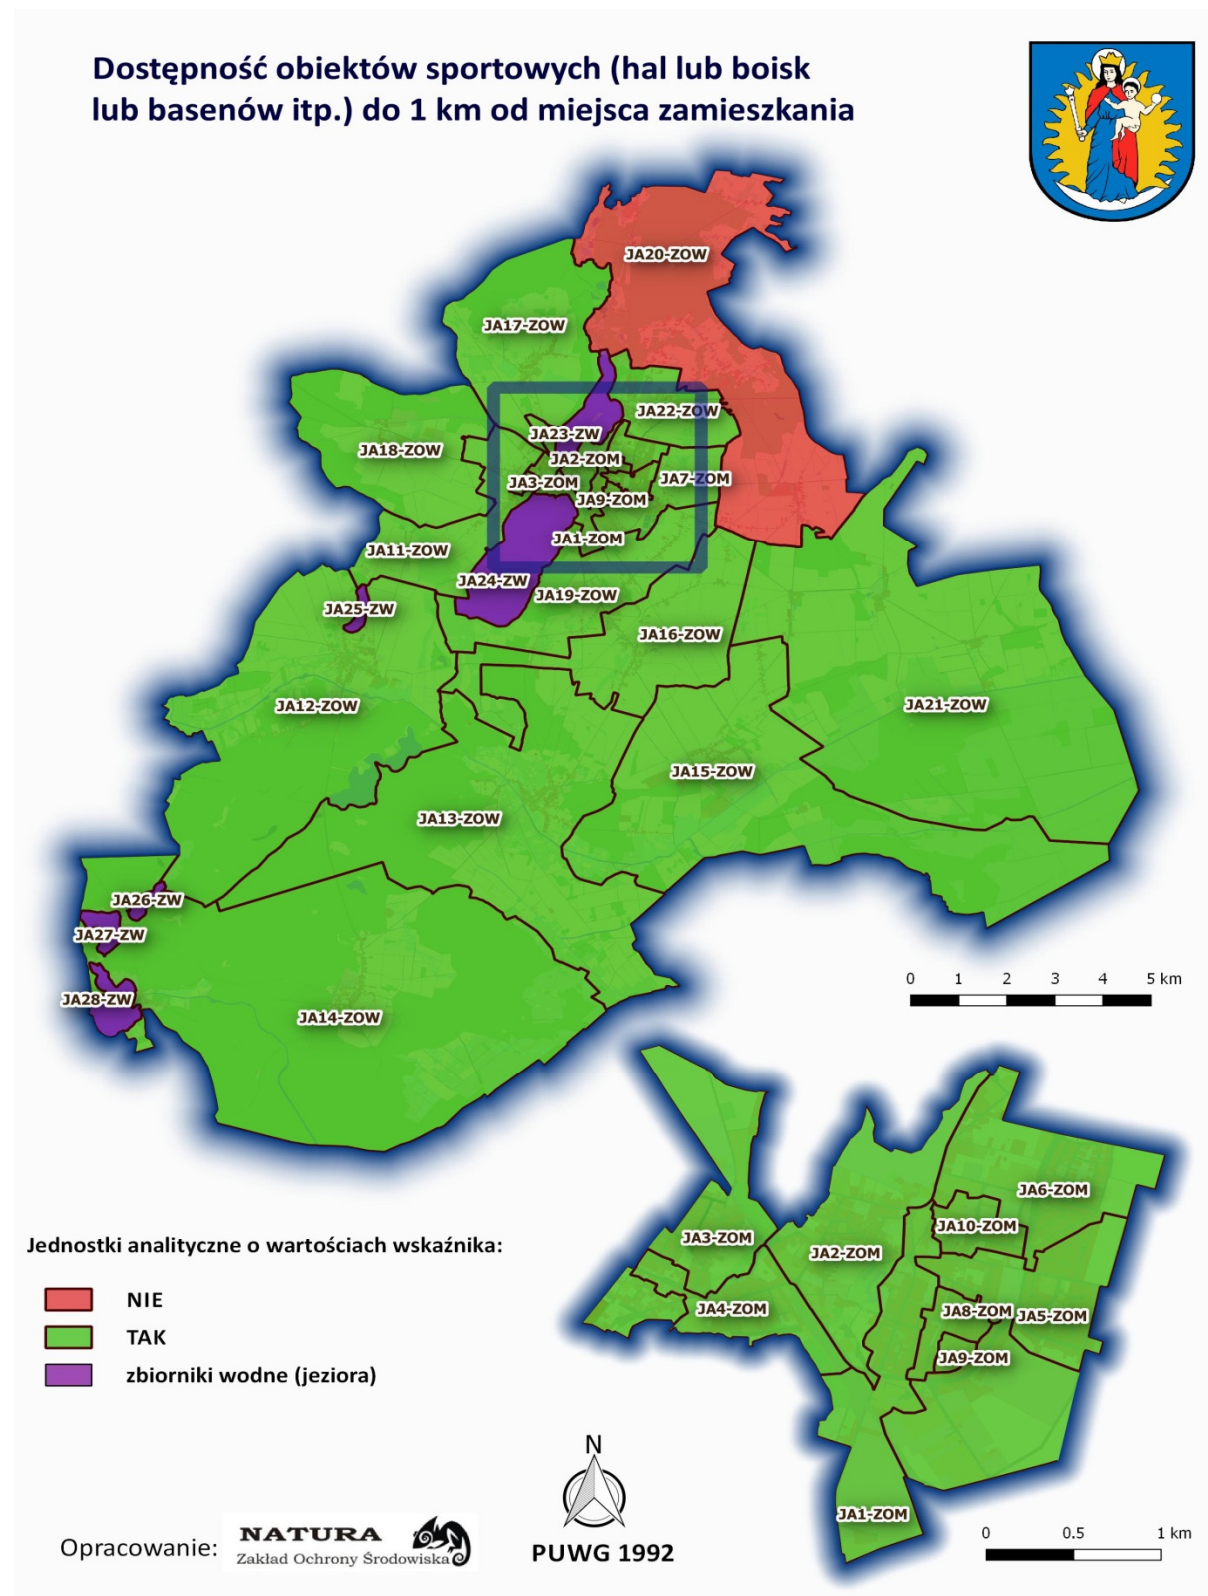 Dostępność obiektów sportowych (hal lub boisk
lub basenów itp.) do 1 km od miejsca zamieszkania
JA20-ZOW
JA17-ZOW
JA22-ZOW
JA23-ZW
JA18-ZOW
JA2-ZOM
JA3-ZOM
JA7-ZOM
JA9-ZOM
JA1-ZOM
JA11-ZOW
JA24-ZW
JA19-ZOW
JA25-ZW
JA16-ZOW
JA12-ZOW
JA21-ZOW
JA15-ZOW
JA13-ZOW
JA26-ZW
JA27-ZW
JA28-ZW
JA14-ZOW
0 1 2 3 4 5 km
JA6-ZOM
JA10-ZOM
JA3-ZOM
JA2-ZOM
JA4-ZOM
JA8-ZOM
JA5-ZOM
JA9-ZOM
JA1-ZOM
Jednostki analityczne o wartościach wskaźnika:
NIE
TAK
zbiorniki wodne (jeziora)
N
PUWG 1992
0 0.5 1 km
Opracowanie:
NATURA
Zakład Ochrony Środowiska